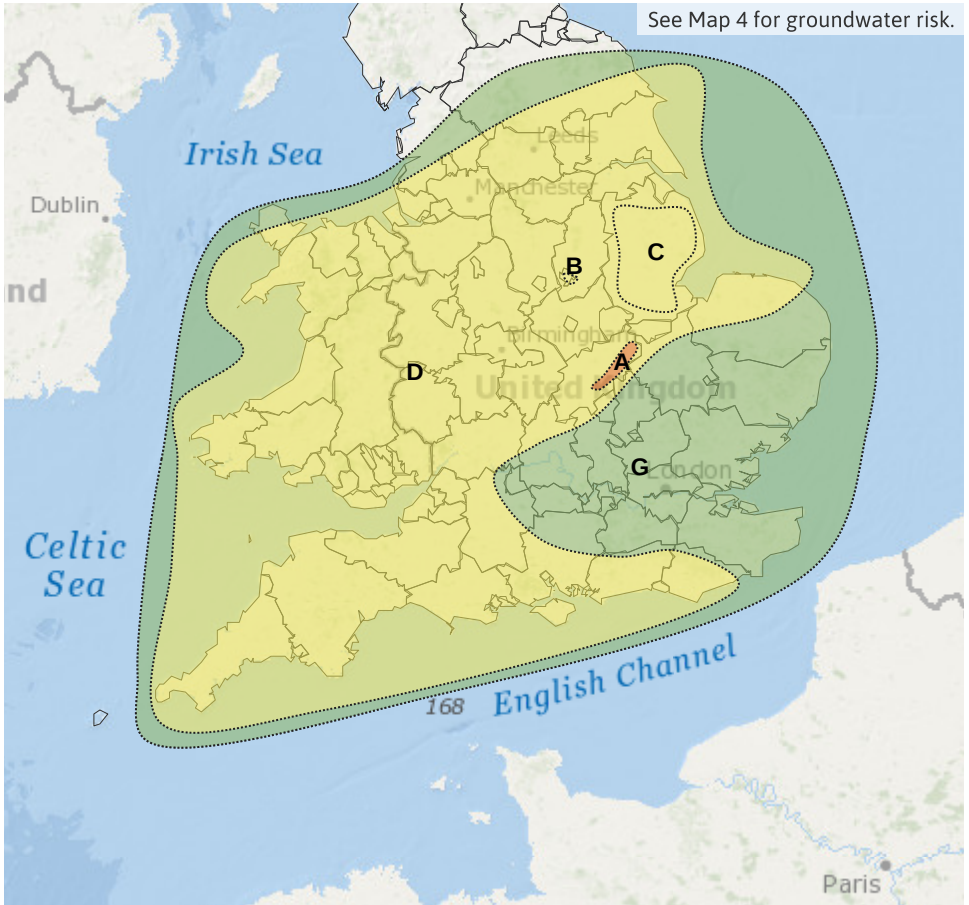 See Map 4 for groundwater risk.
Leeds
Irish Sea
Manchester
Dublin
C
B
nd
Birmingham
A
D
United Kingdom
G
London
Celtic
Sea
English Channel
168
Paris